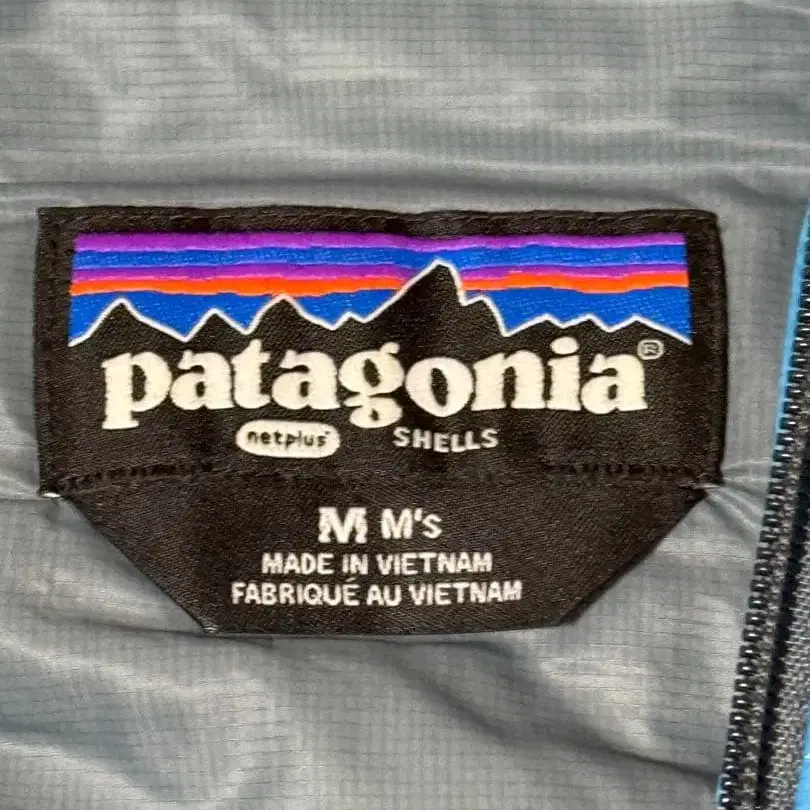 patagonia®
netplus® SHELLS
M M's
MADE IN VIETNAM
FABRIQUÉ AU VIETNAM